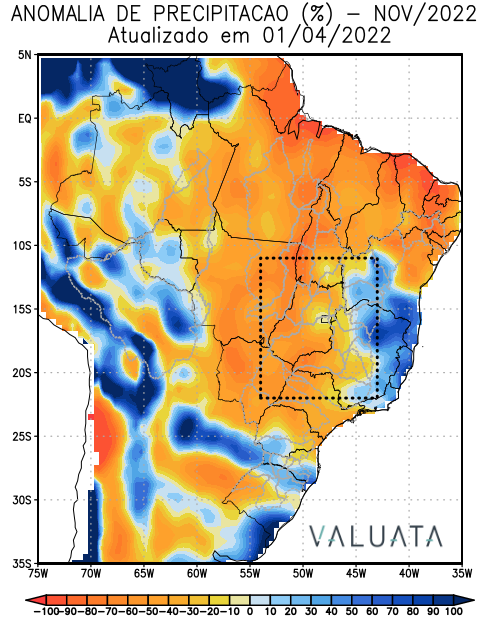 ANOMALIA DE PRECIPITACAO (%) – NOV/2022
Atualizado em 01/04/2022
5N
EQ
5S
10S
15S
20S
25S
30S
35S
VALUATA
75W 70W 65W 60W 55W 50W 45W 40W 35W
-100 -90 -80 -70 -60 -50 -40 -30 -20 -10 0 10 20 30 40 50 60 70 80 90 100